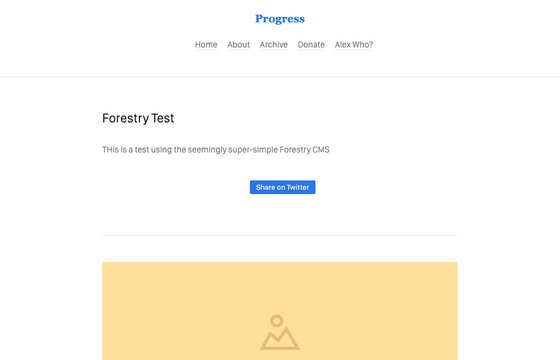 Progress
Home About Archive Donate Alex Who?
Forestry Test
THis is a test using the seemingly super-simple Forestry CMS
Share on Twitter